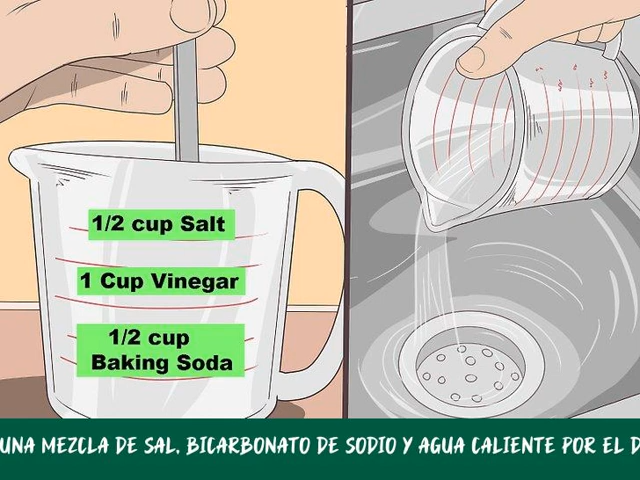 1/2 cup Salt
1 Cup Vinegar
1/2 cup
Baking Soda
UNA MEZCLA DE SAL, BICARBONATO DE SODIO Y AGUA CALIENTE POR EL D